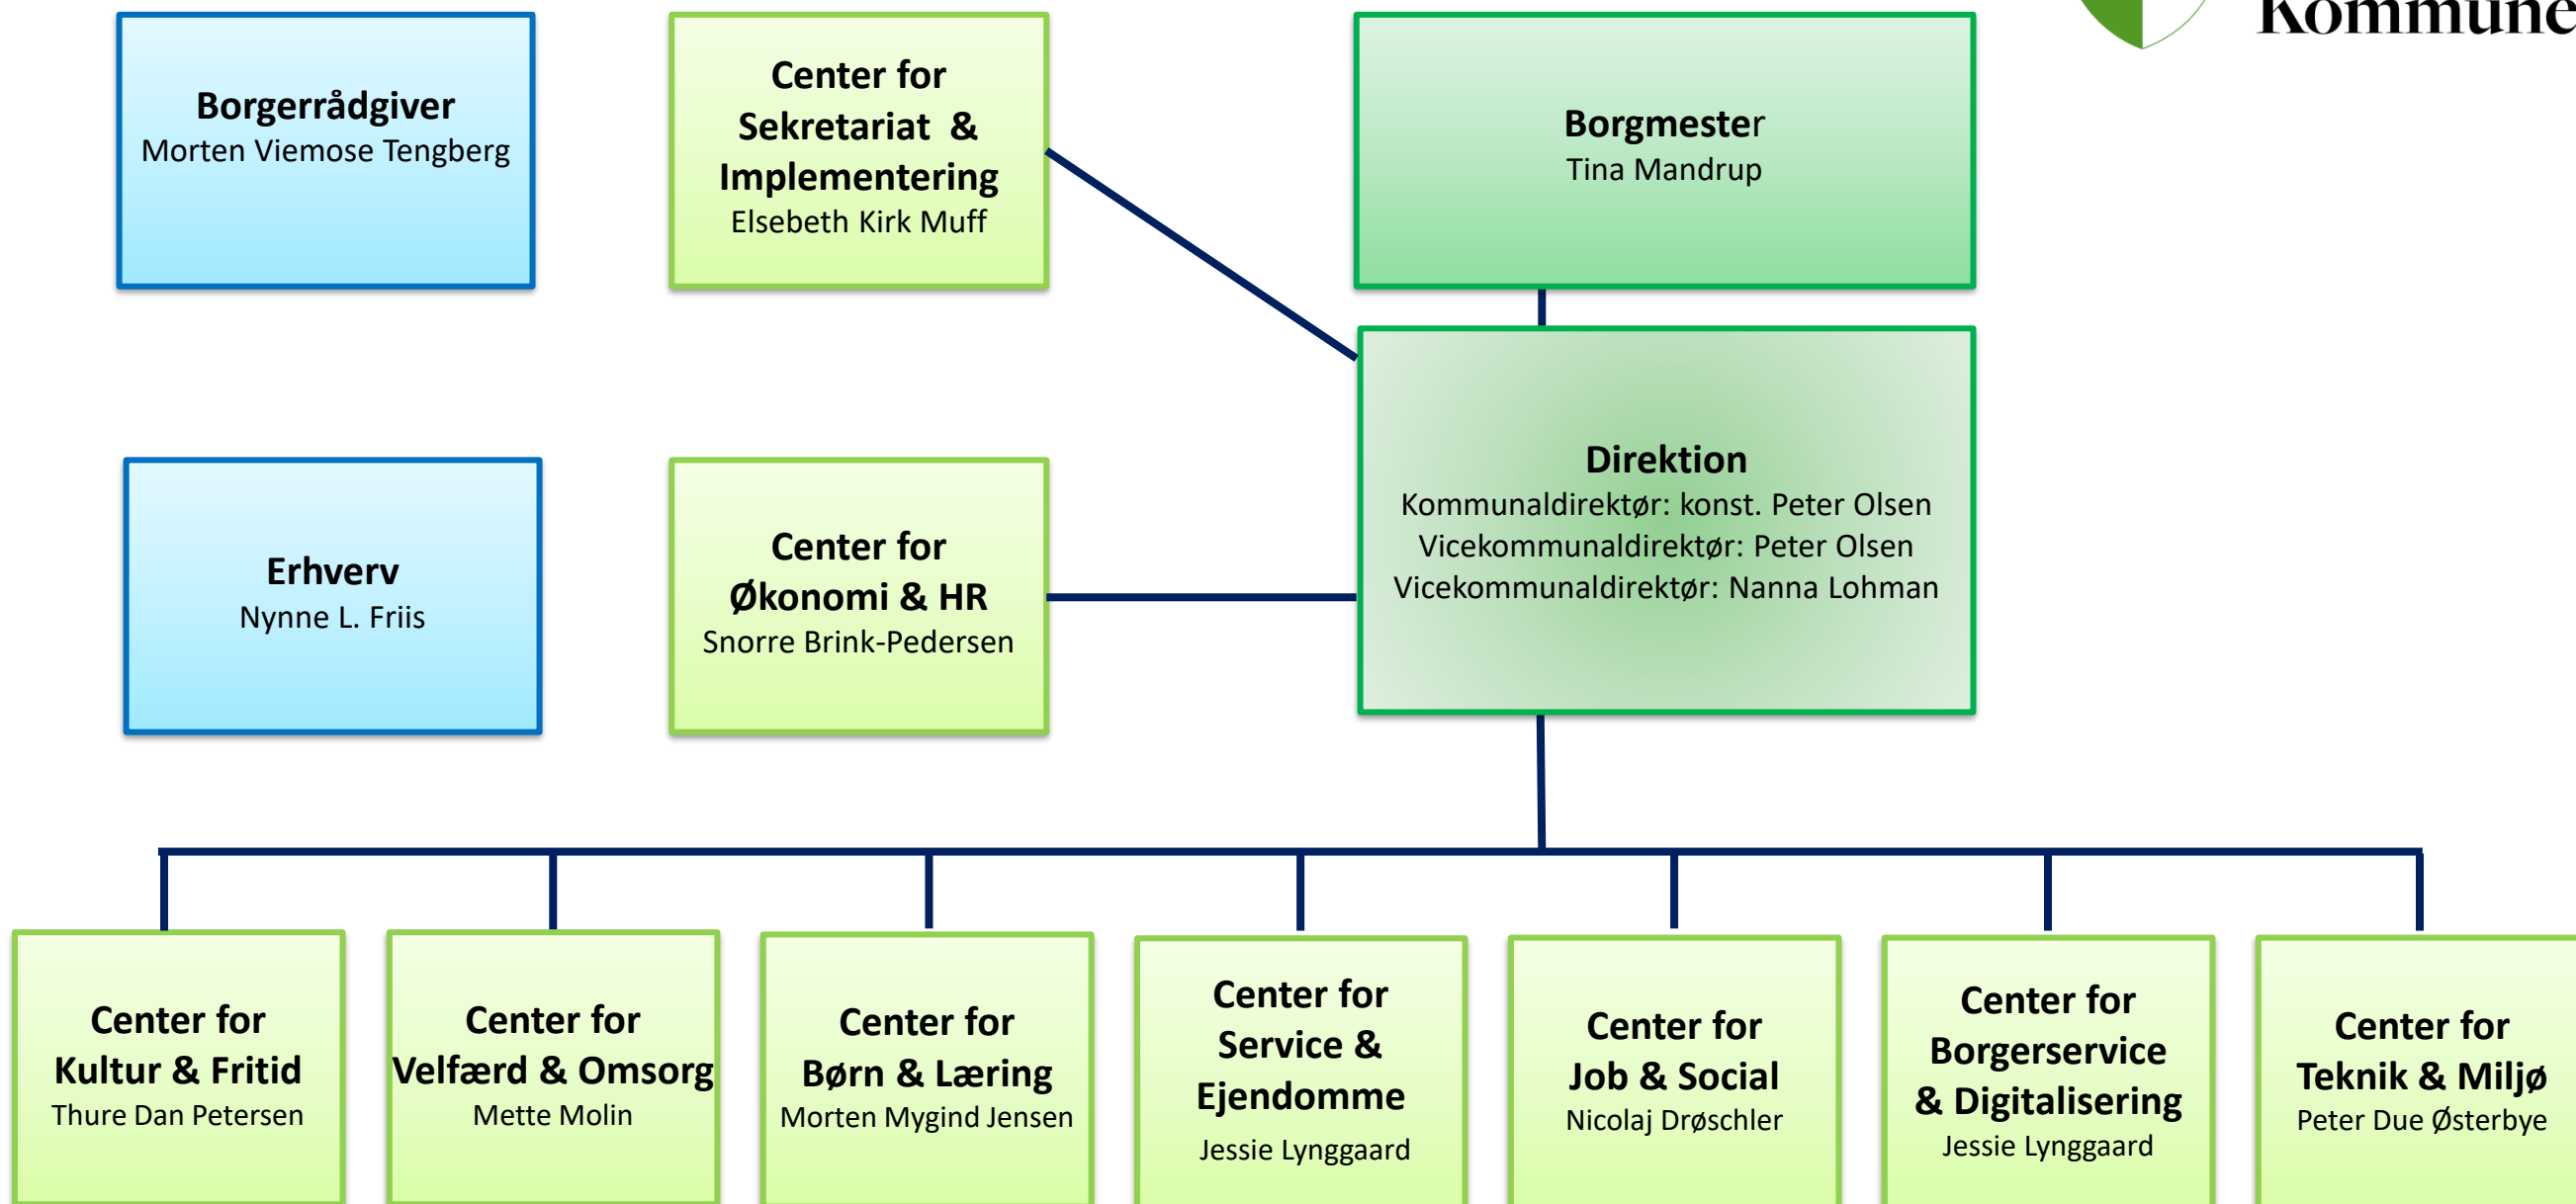 Kommune
Borgerrådgiver
Morten Viemose Tengberg
Center for
Sekretariat & 
Implementering
Elsebeth Kirk Muff
Borgmester
Tina Mandrup
Erhverv
Nynne L. Friis
Center for
Økonomi & HR
Snorre Brink-Pedersen
Direktion
Kommunaldirektør: konst. Peter Olsen
Vicekommunaldirektør: Peter Olsen
Vicekommunaldirektør: Nanna Lohman
Center for
Kultur & Fritid
Thure Dan Petersen
Center for
Velfærd & Omsorg
Mette Molin
Center for
Børn & Læring
Morten Mygind Jensen
Center for
Service &
Ejendomme
Jessie Lynggaard
Center for
Job & Social
Nicolaj Drøschler
Center for
Borgerservice
& Digitalisering
Jessie Lynggaard
Center for
Teknik & Miljø
Peter Due Østerbye